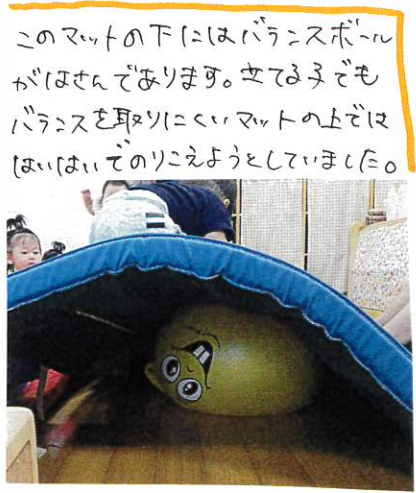 このマットの下にはバランスボール
がはさんであります。立てる子でも
バランスを取りにくいマットの上では
はいはいでのりこえようとしていました。